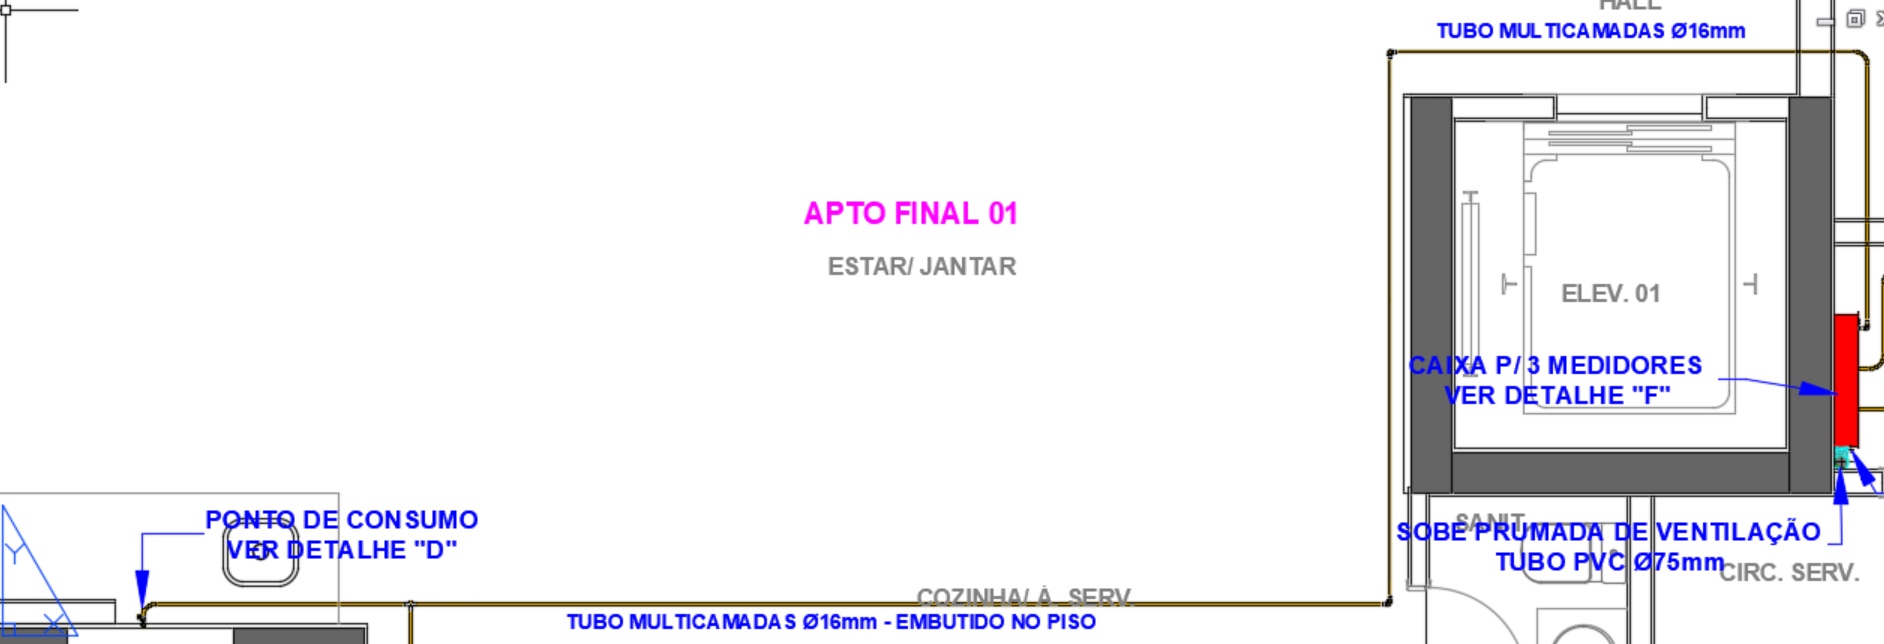 HALL
TUBO MULTICAMADAS Ø16mm
APTO FINAL 01
ESTAR/ JANTAR
ELEV. 01
CAIXA P/ 3 MEDIDORES
VER DETALHE "F"
PONTO DE CONSUMO
VER DETALHE "D"
SANIT.
SOBE PRUMADA DE VENTILAÇÃO
TUBO PVC Ø75mm
CIRC. SERV.
COZINHA/ Á. SERV.
TUBO MULTICAMADAS Ø16mm - EMBUTIDO NO PISO
Y
X